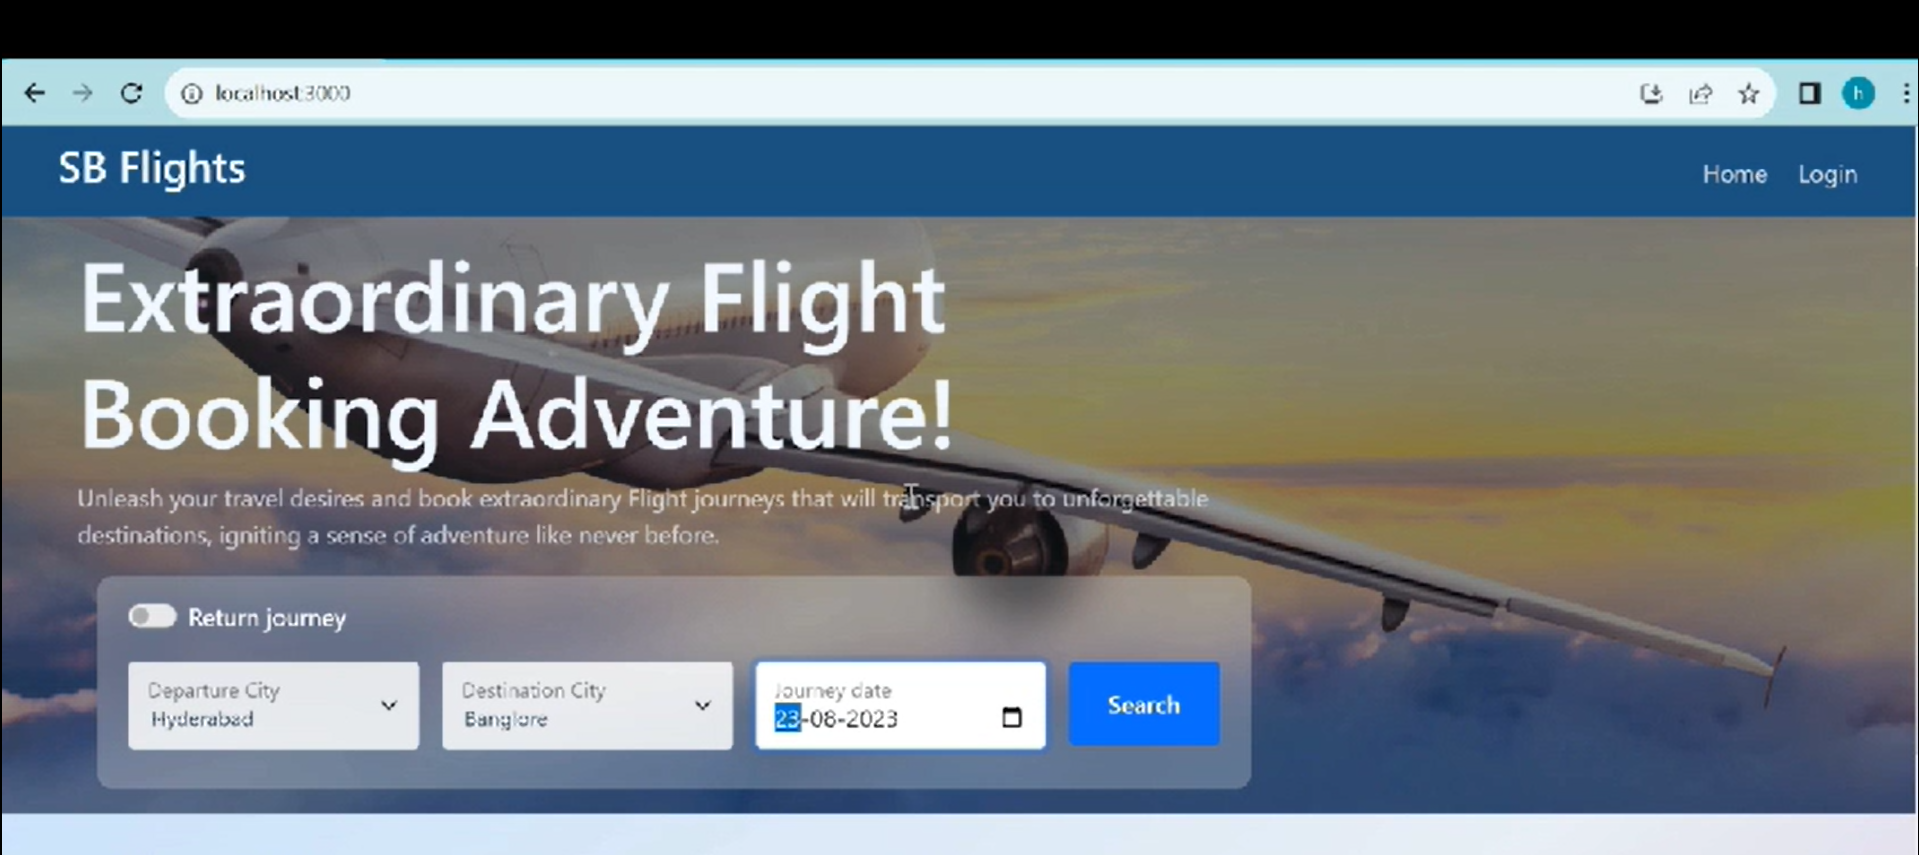 localhost:3000
h
SB Flights
Home Login
Extraordinary Flight
Booking Adventure!
Unleash your travel desires and book extraordinary Flight journeys that will transport you to unforgettable
destinations, igniting a sense of adventure like never before.
Return journey
Departure City
Hyderabad
Destination City
Banglore
Journey date
23-08-2023
Search